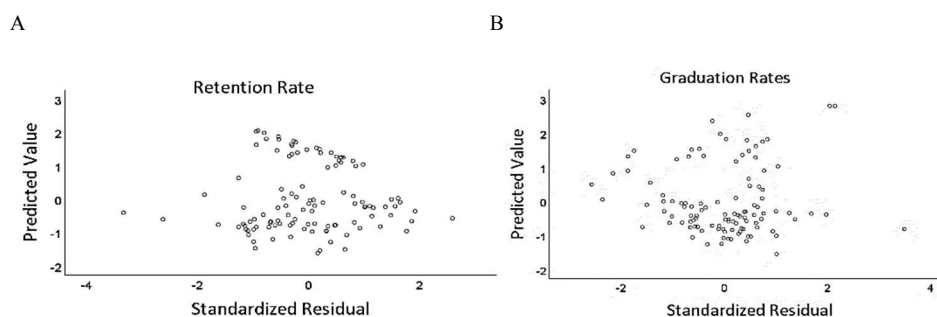 A
B
Retention Rate
Predicted Value
3
2
1
0
-1
-2
-4
-2
0
2
Standardized Residual
Graduation Rates
Predicted Value
3
2
1
0
-1
-2
-2
0
2
4
Standardized Residual